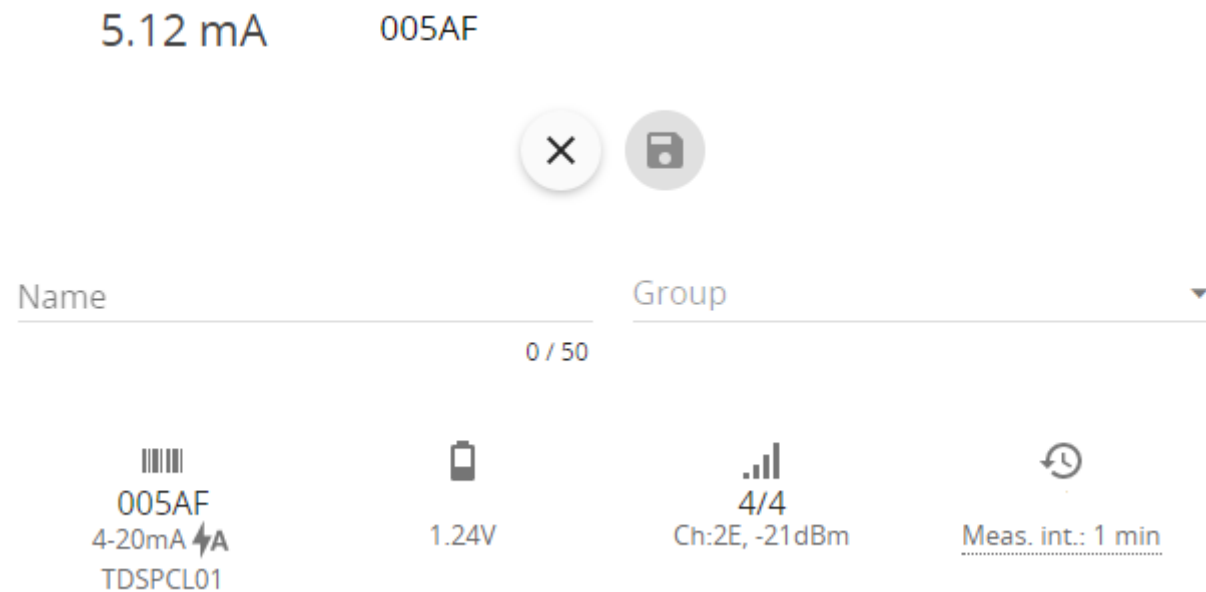 5.12 mA 005AF
Name
Group
0 / 50
005AF
4-20mA A
TDSPCL01
1.24V
4/4
Ch:2E, -21dBm
Meas. int.: 1 min